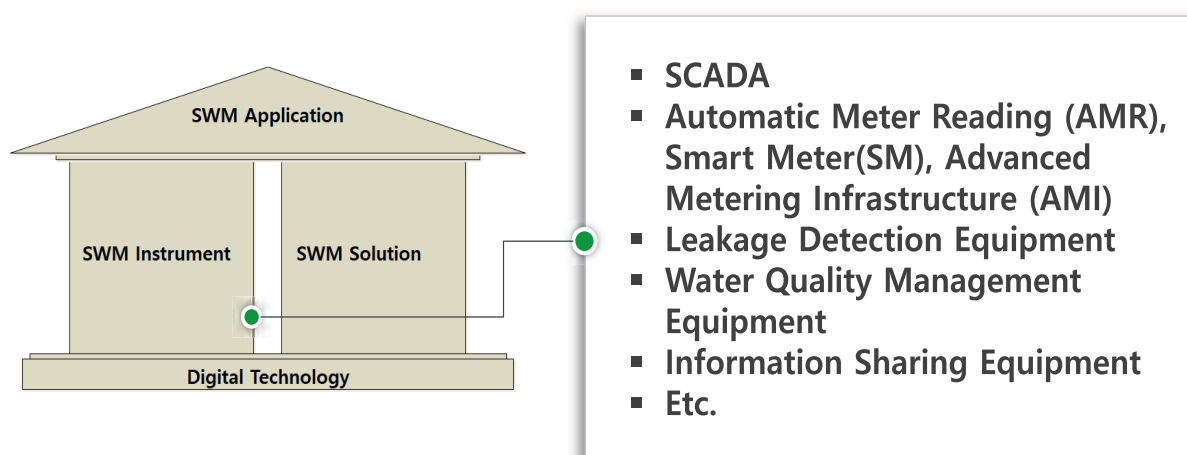 SWM Application
SWM Instrument
SWM Solution
Digital Technology
▪ SCADA
▪ Automatic Meter Reading (AMR),
Smart Meter(SM), Advanced
Metering Infrastructure (AMI)
▪ Leakage Detection Equipment
▪ Water Quality Management
Equipment
▪ Information Sharing Equipment
▪ Etc.